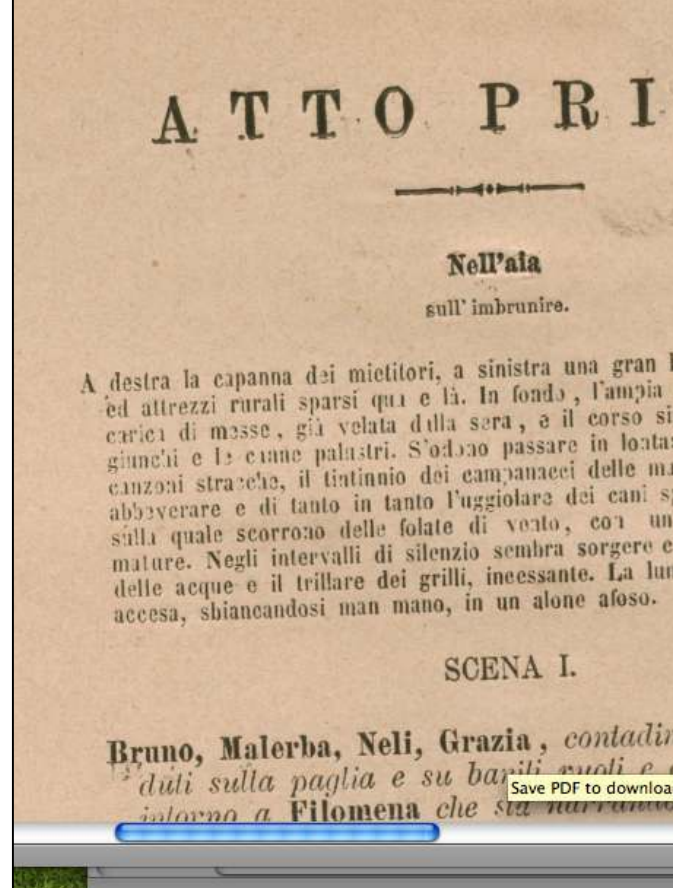 ATTO PRI
Nell'aia
sull' imbrunire.
A destra la capanna dei mietitori, a sinistra una gran
ed attrezzi rurali sparsi qua e là. In fondo, l'ampia
carica di messe, già velata dalla sera, e il corso
giunchi e le canne palustri. S'odono passare in
canzoni stracche, il tintinnio dei campanacci delle
abbeverare e di tanto in tanto l'uggiolare dei cani
sulla quale scorrono delle folate di vento, con un
mature. Negli intervalli di silenzio sembra sorgere
delle acque e il trillare dei grilli, incessante. La
accesa, sbiancandosi man mano, in un alone afoso.
SCENA I.
Bruno, Malerba, Neli, Grazia, contadin
duti sulla paglia e su barili vuoti e
intorno a Filomena che sta narrando
Save PDF to downloa